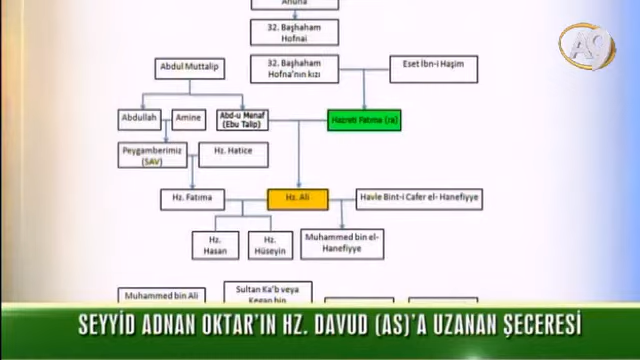 Anuna
32. Başhaham
Hofnai
A9
Abdul Muttalip
32. Başhaham
Hofna'nın kızı
Eset İbn-i Haşim
Abdullah
Amine
Abd-u Menaf
(Ebu Talip)
Hazreti Fatıma (ra)
Peygamberimiz
(SAV)
Hz. Hatice
Hz. Fatıma
Hz. Ali
Havle Bint-i Cafer el- Hanefiyye
Hz.
Hasan
Hz.
Hüseyin
Muhammed bin el-
Hanefiyye
Muhammed bin Ali
Sultan Ka'b veya
SEYYİD ADNAN OKTAR'IN HZ. DAVUD (AS)'A UZANAN ŞECERESİ